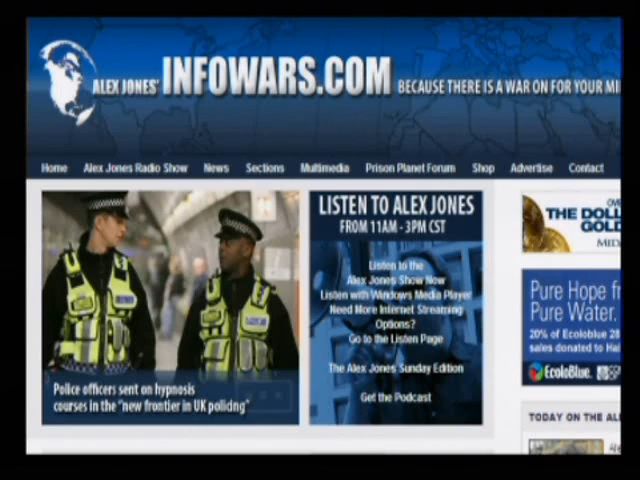 ALEX JONES' INFOWARS.COM BECAUSE THERE IS A WAR ON FOR YOUR MI
Home Alex Jones Radio Show News Sections Multimedia Prison Planet Forum Shop Advertise Contact
Police officers sent on hypnosis
courses in the "new frontier in UK policing"
LISTEN TO ALEX JONES
FROM 11AM - 3PM CST
Listen to the
Alex Jones Show Now
Listen with Windows Media Player
Need More Internet Streaming
Options?
Go to the Listen Page
The Alex Jones Sunday Edition
Get the Podcast
THE DOLL
GOLD
MID
Pure Hope f
Pure Water.
20% of Ecoloblue 28
sales donated to Hai
EcoloBlue
TODAY ON THE AL